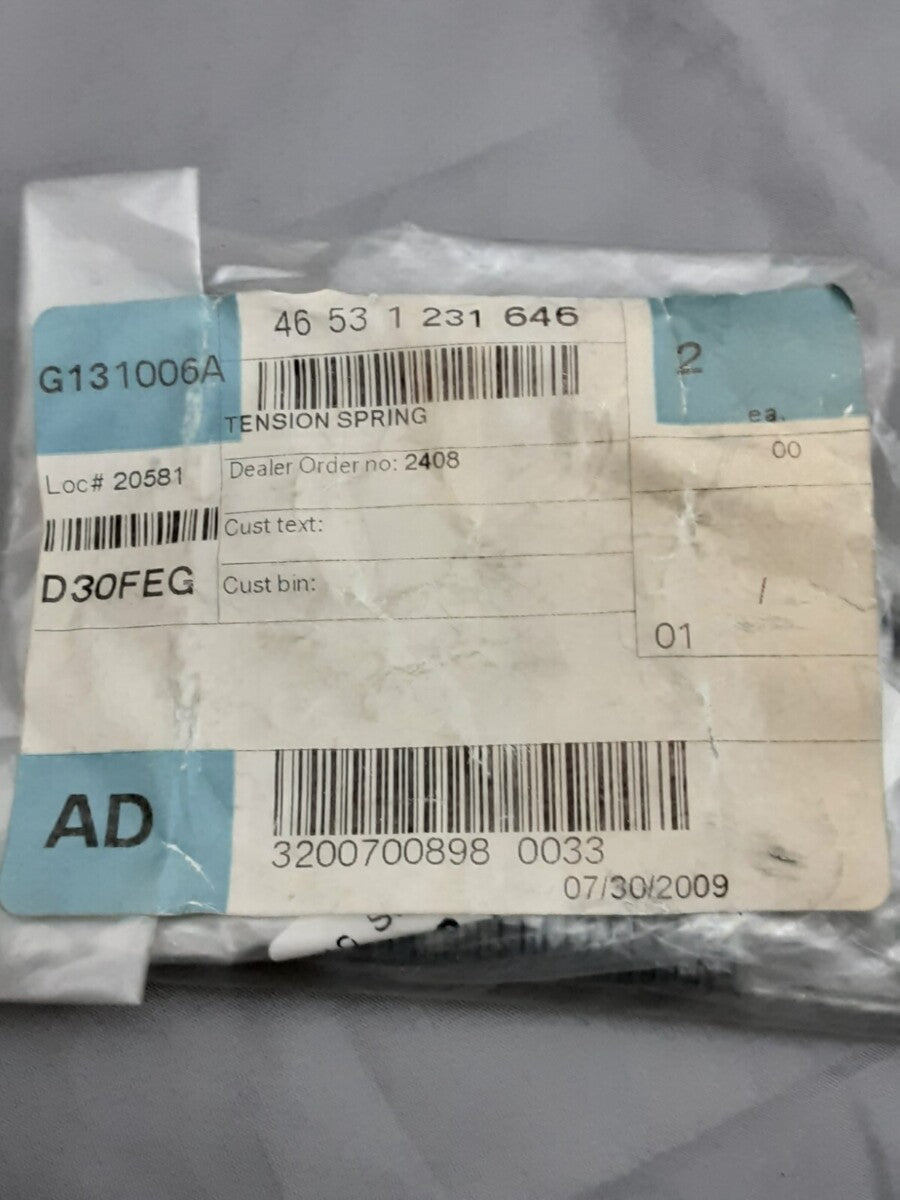 46 53 1 231 646
G131006A
2
ea.
TENSION SPRING
00
Loc# 20581
Dealer Order no: 2408
Cust text:
D30FEG
Cust bin:
/
01
AD
3200700898 0033
07/30/2009